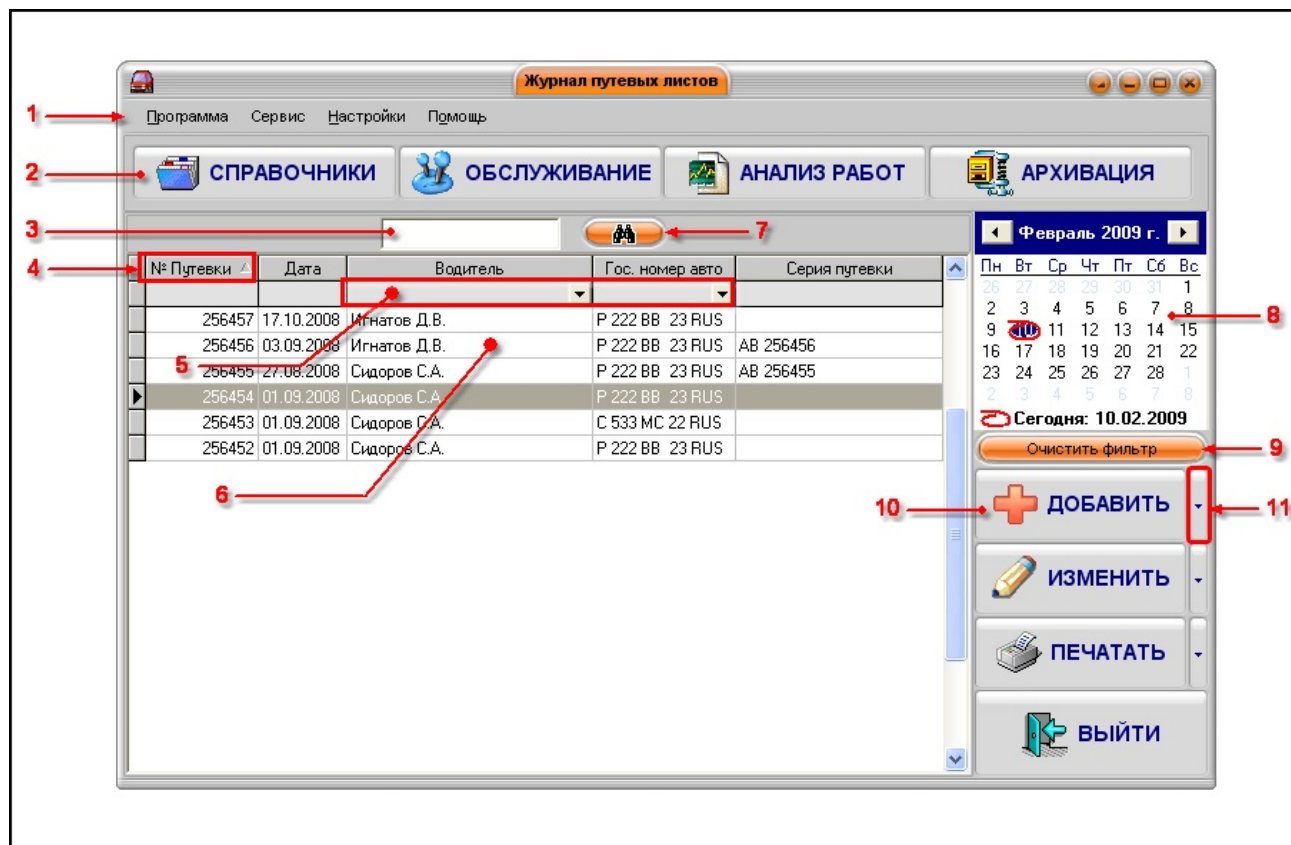 Журнал путевых листов
1
Программа Сервис Настройки Помощь
2
СПРАВОЧНИКИ ОБСЛУЖИВАНИЕ АНАЛИЗ РАБОТ АРХИВАЦИЯ
3
7
Февраль 2009 г.
4
№ Путевки Дата Водитель Гос. номер авто Серия путевки
Пн Вт Ср Чт Пт Сб Вс
26 27 28 29 30 31 1
2 3 4 5 6 7 8
8
9 10 11 12 13 14 15
16 17 18 19 20 21 22
23 24 25 26 27 28 1
2 3 4 5 6 7 8
Сегодня: 10.02.2009
256457 17.10.2008 Игнатов Д.В. Р 222 ВВ 23 RUS
256456 03.09.2008 Игнатов Д.В. Р 222 ВВ 23 RUS АВ 256456
5
256455 27.08.2008 Сидоров С.А. Р 222 ВВ 23 RUS АВ 256455
256454 01.09.2008 Сидоров С.А. Р 222 ВВ 23 RUS
256453 01.09.2008 Сидоров С.А. С 533 МС 22 RUS
256452 01.09.2008 Сидоров С.А. Р 222 ВВ 23 RUS
6
Очистить фильтр
9
10
ДОБАВИТЬ
11
ИЗМЕНИТЬ
ПЕЧАТАТЬ
ВЫЙТИ